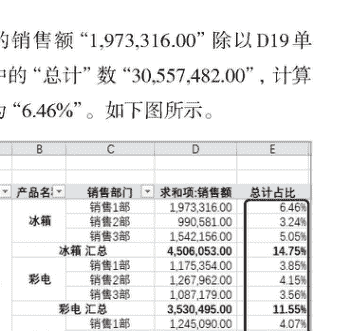 的销售额“1,973,316.00”除以D19单
中的“总计”数“30,557,482.00”，计算
为“6.46%”。如下图所示。
B C D E
产品名称 销售部门 求和项:销售额 总计占比
销售1部 1,973,316.00 6.46%
冰箱 销售2部 990,581.00 3.24%
销售3部 1,542,156.00 5.05%
冰箱 汇总 4,506,053.00 14.75%
销售1部 1,175,354.00 3.85%
彩电 销售2部 1,267,962.00 4.15%
销售3部 1,087,179.00 3.56%
彩电 汇总 3,530,495.00 11.55%
销售1部 1,245,090.00 4.07%